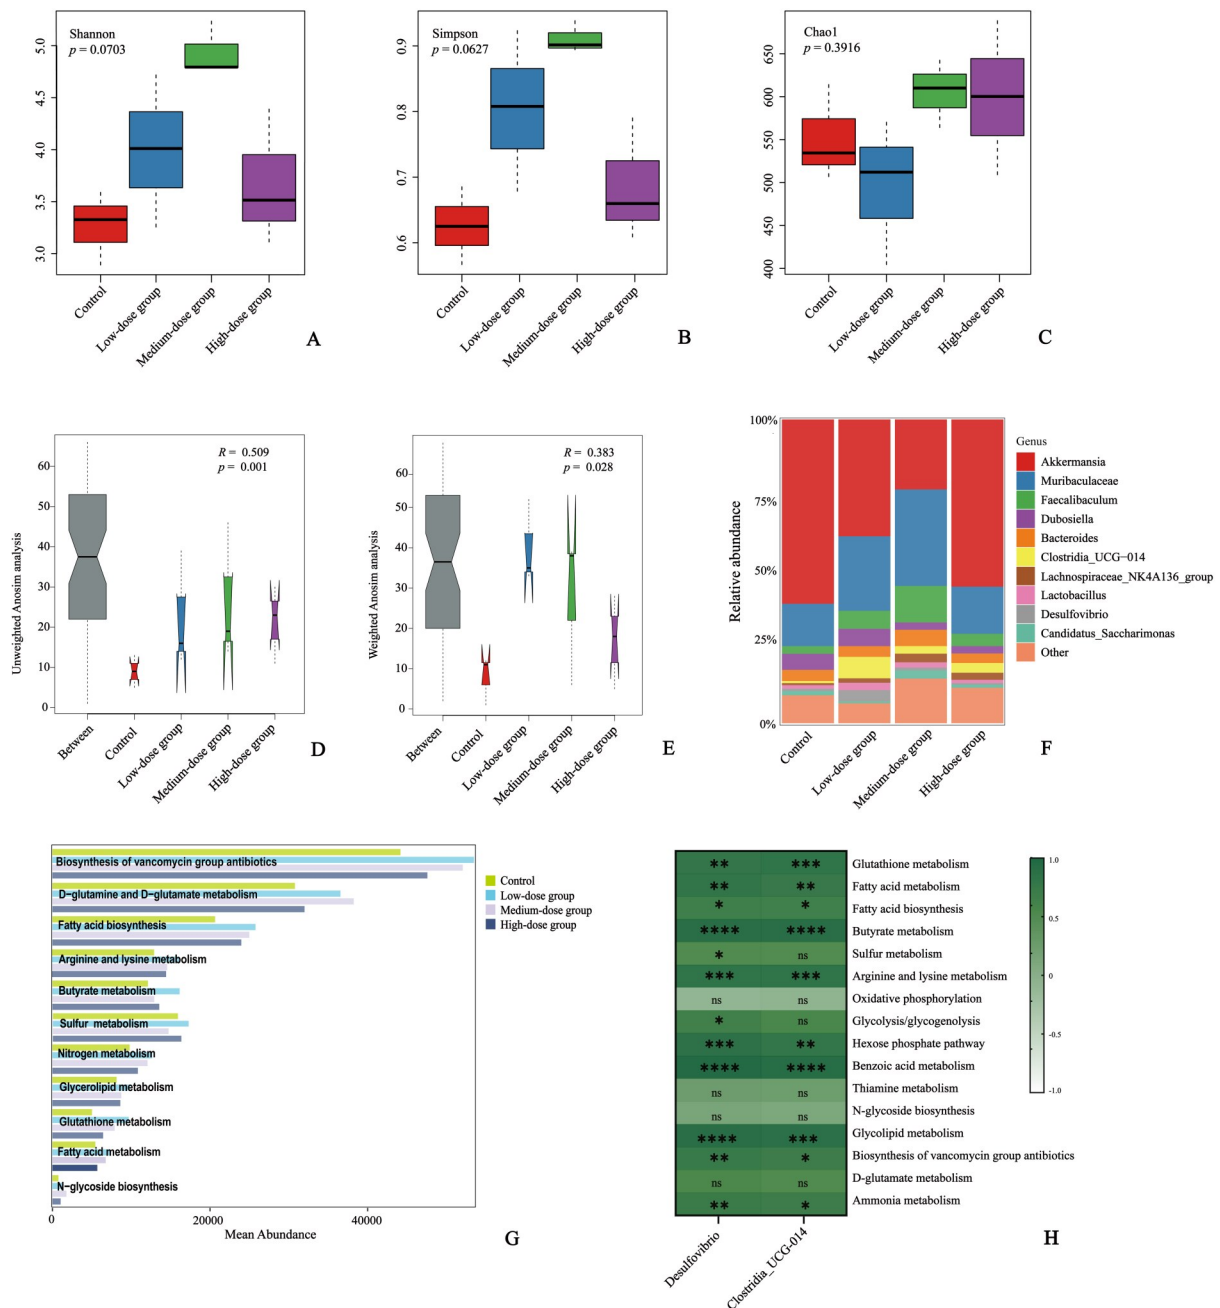 Shannon
p = 0.0703
5.0
4.5
4.0
3.5
3.0
Control
Low-dose group
Medium-dose group
High-dose group
A
Simpson
p = 0.0627
0.9
0.8
0.7
0.6
Control
Low-dose group
Medium-dose group
High-dose group
B
Chao1
p = 0.3916
650
600
550
500
450
400
Control
Low-dose group
Medium-dose group
High-dose group
C
Unweighted Anosim analysis
R = 0.509
p = 0.001
60
50
40
30
20
10
0
Between
Control
Low-dose group
Medium-dose group
High-dose group
D
Weighted Anosim analysis
R = 0.383
p = 0.028
60
50
40
30
20
10
0
Between
Control
Low-dose group
Medium-dose group
High-dose group
E
Relative abundance
100%
75%
50%
25%
0%
Control
Low-dose group
Medium-dose group
High-dose group
Genus
Akkermansia
Muribaculaceae
Faecalibaculum
Dubosiella
Bacteroides
Clostridia_UCG−014
Lachnospiraceae_NK4A136_group
Lactobacillus
Desulfovibrio
Candidatus_Saccharimonas
Other
F
Biosynthesis of vancomycin group antibiotics
D−glutamine and D−glutamate metabolism
Fatty acid biosynthesis
Arginine and lysine metabolism
Butyrate metabolism
Sulfur metabolism
Nitrogen metabolism
Glycerolipid metabolism
Glutathione metabolism
Fatty acid metabolism
N−glycoside biosynthesis
0
20000
40000
Mean Abundance
Control
Low-dose group
Medium-dose group
High-dose group
G
** *** Glutathione metabolism
** ** Fatty acid metabolism
* * Fatty acid biosynthesis
**** **** Butyrate metabolism
* ns Sulfur metabolism
*** *** Arginine and lysine metabolism
ns ns Oxidative phosphorylation
* ns Glycolysis/glycogenolysis
*** ** Hexose phosphate pathway
**** **** Benzoic acid metabolism
ns ns Thiamine metabolism
ns ns N-glycoside biosynthesis
**** *** Glycolipid metabolism
** * Biosynthesis of vancomycin group antibiotics
ns ns D-glutamate metabolism
** * Ammonia metabolism
Desulfovibrio
Clostridia_UCG-014
1.0
0.5
0
-0.5
-1.0
H